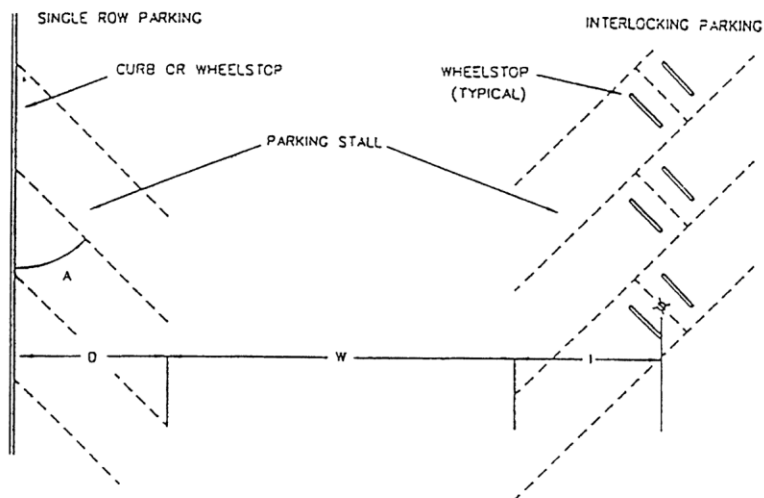 SINGLE ROW PARKING
INTERLOCKING PARKING
CURB OR WHEELSTOP
WHEELSTOP
(TYPICAL)
PARKING STALL
A
D
W
I